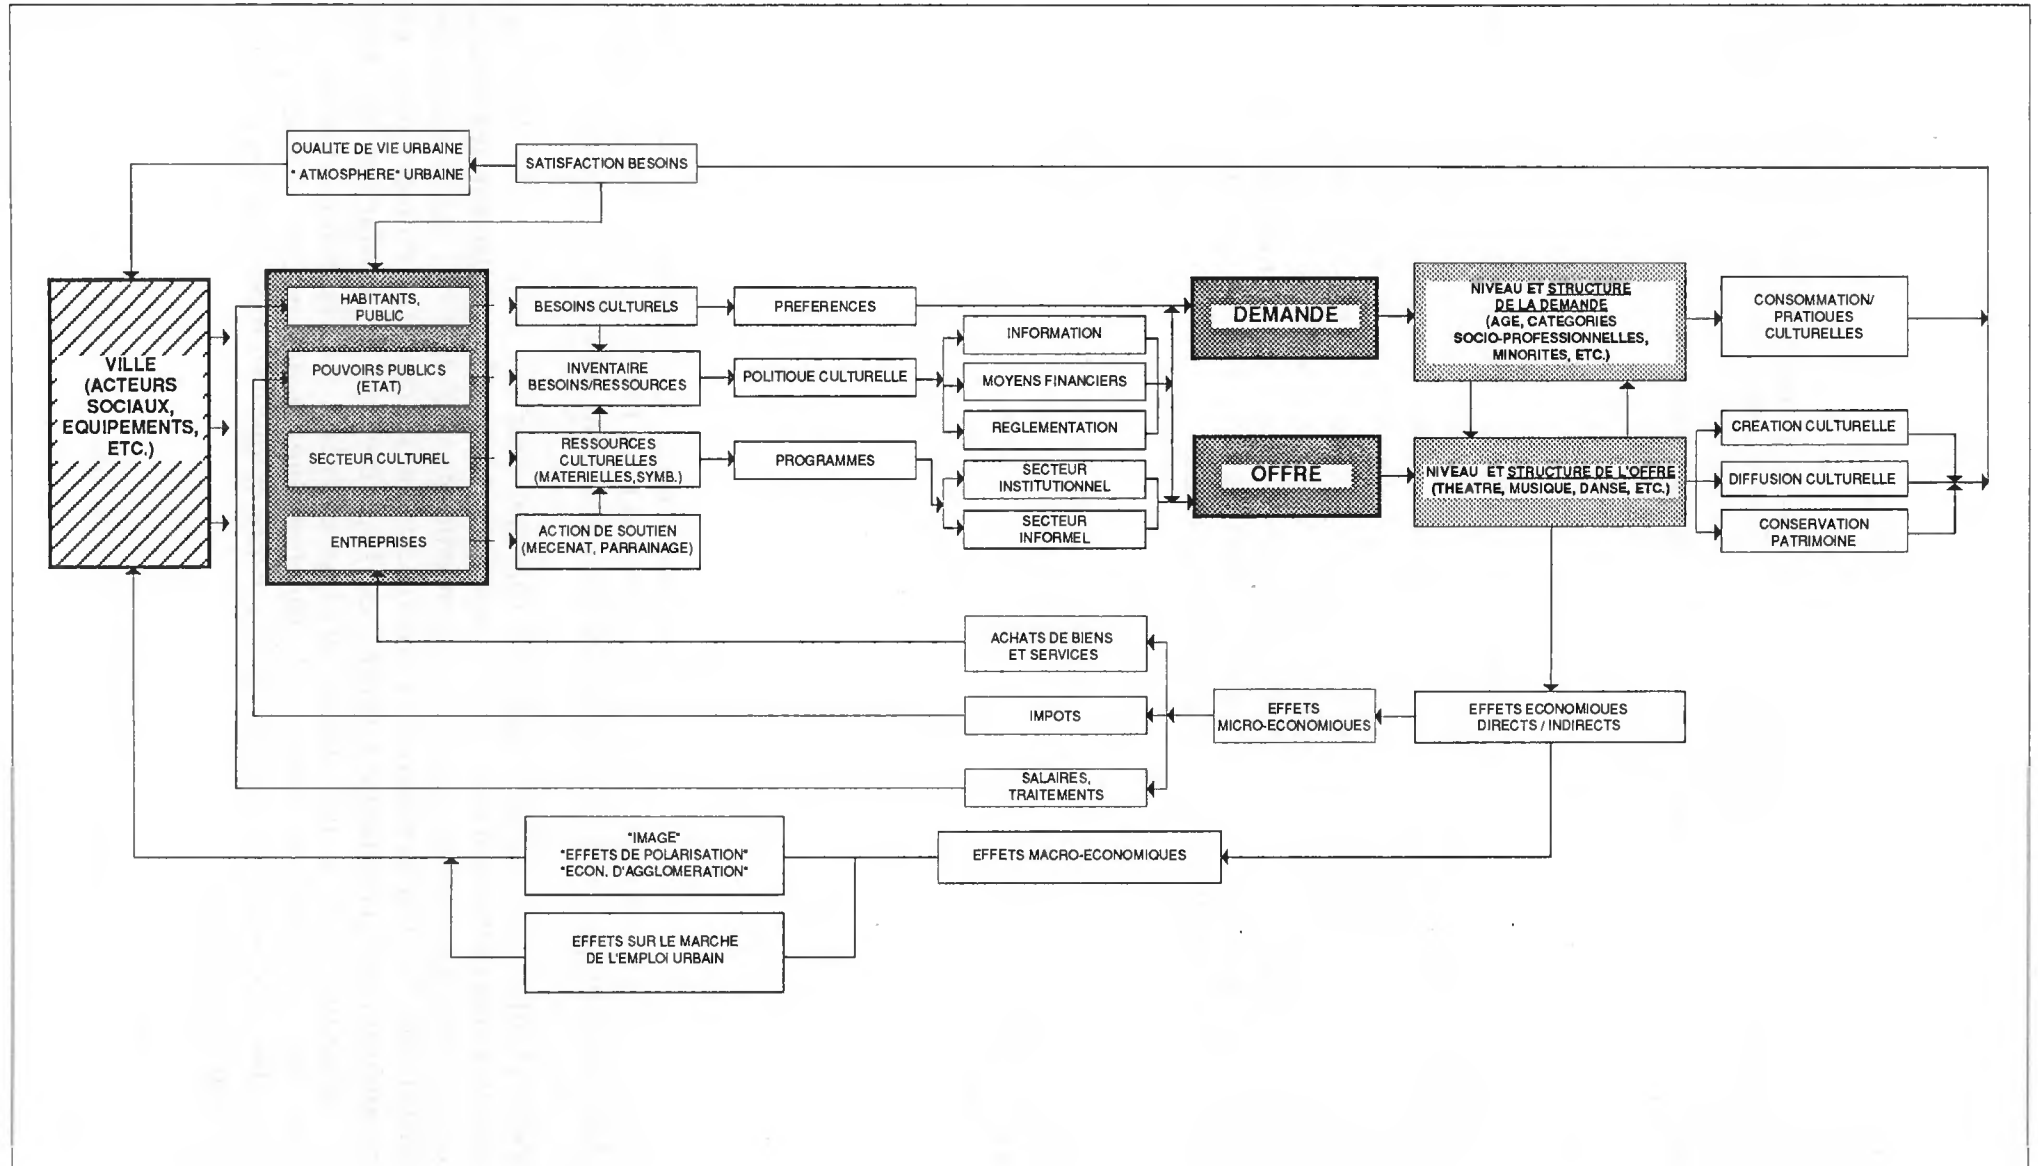 QUALITE DE VIE URBAINE
" ATMOSPHERE" URBAINE
SATISFACTION BESOINS
VILLE
(ACTEURS
SOCIAUX,
EQUIPEMENTS,
ETC.)
HABITANTS,
PUBLIC
POUVOIRS PUBLICS
(ETAT)
SECTEUR CULTUREL
ENTREPRISES
BESOINS CULTURELS
INVENTAIRE
BESOINS/RESSOURCES
RESSOURCES
CULTURELLES
(MATERIELLES,SYMB.)
ACTION DE SOUTIEN
(MECENAT, PARRAINAGE)
PREFERENCES
POLITIQUE CULTURELLE
PROGRAMMES
INFORMATION
MOYENS FINANCIERS
REGLEMENTATION
SECTEUR
INSTITUTIONNEL
SECTEUR
INFORMEL
DEMANDE
OFFRE
NIVEAU ET STRUCTURE
DE LA DEMANDE
(AGE, CATEGORIES
SOCIO-PROFESSIONNELLES,
MINORITES, ETC.)
NIVEAU ET STRUCTURE DE L'OFFRE
(THEATRE, MUSIQUE, DANSE, ETC.)
CONSOMMATION/
PRATIQUES
CULTURELLES
CREATION CULTURELLE
DIFFUSION CULTURELLE
CONSERVATION
PATRIMOINE
ACHATS DE BIENS
ET SERVICES
IMPOTS
SALAIRES,
TRAITEMENTS
EFFETS
MICRO-ECONOMIQUES
EFFETS ECONOMIQUES
DIRECTS / INDIRECTS
"IMAGE"
"EFFETS DE POLARISATION"
"ECON. D'AGGLOMERATION"
EFFETS MACRO-ECONOMIQUES
EFFETS SUR LE MARCHE
DE L'EMPLOI URBAIN